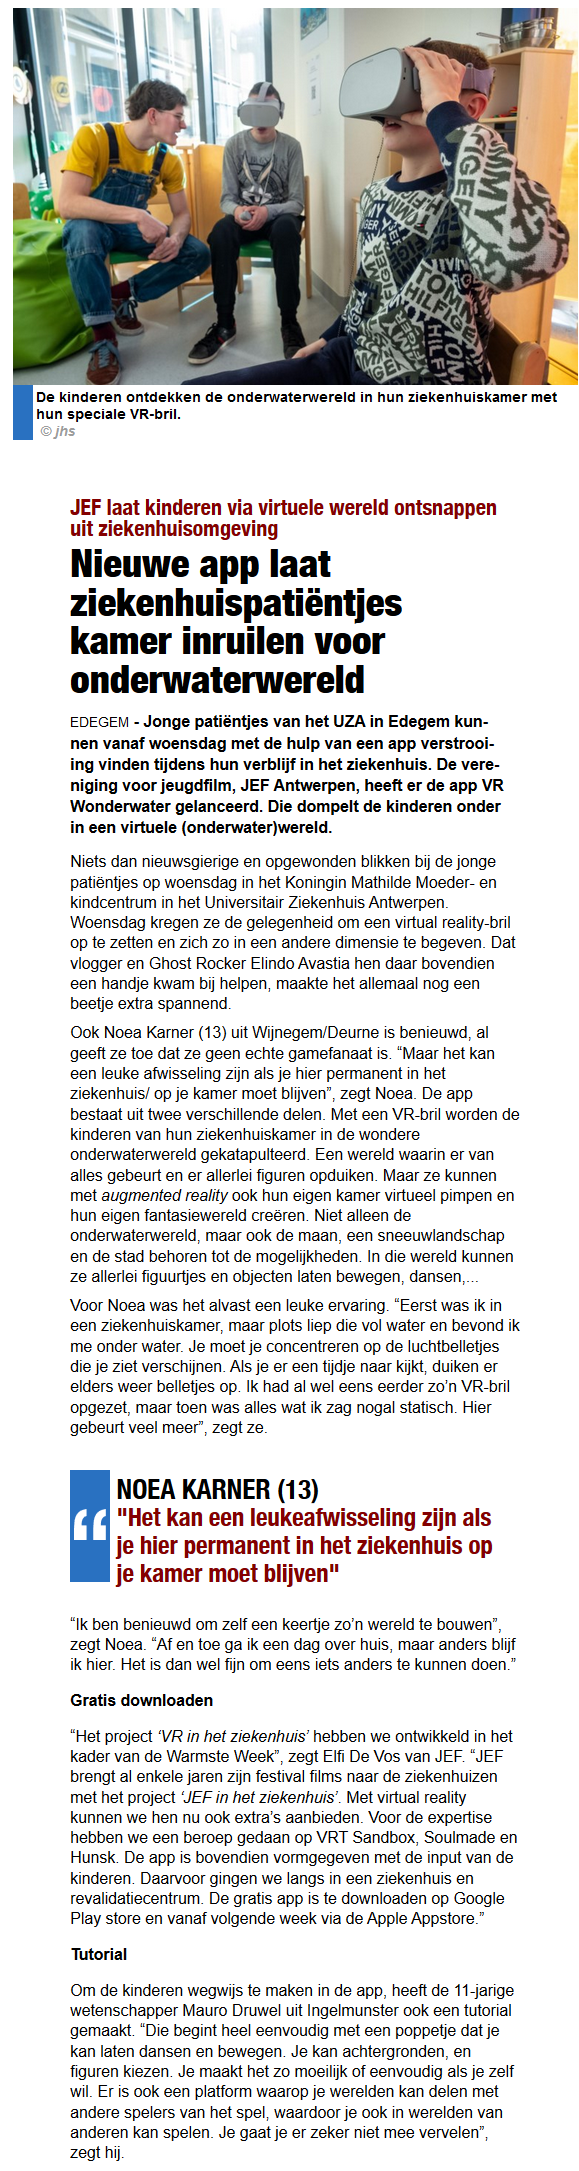 De kinderen ontdekken de onderwaterwereld in hun ziekenhuiskamer met
hun speciale VR-bril.
© jhs
JEF laat kinderen via virtuele wereld ontsnappen
uit ziekenhuisomgeving
Nieuwe app laat
ziekenhuispatiëntjes
kamer inruilen voor
onderwaterwereld
EDEGEM - Jonge patiëntjes van het UZA in Edegem kun-
nen vanaf woensdag met de hulp van een app verstrooi-
ing vinden tijdens hun verblijf in het ziekenhuis. De vere-
niging voor jeugdfilm, JEF Antwerpen, heeft er de app VR
Wonderwater gelanceerd. Die dompelt de kinderen onder
in een virtuele (onderwater)wereld.
Niets dan nieuwsgierige en opgewonden blikken bij de jonge
patiëntjes op woensdag in het Koningin Mathilde Moeder- en
kindcentrum in het Universitair Ziekenhuis Antwerpen.
Woensdag kregen ze de gelegenheid om een virtual reality-bril
op te zetten en zich zo in een andere dimensie te begeven. Dat
vlogger en Ghost Rocker Elindo Avastia hen daar bovendien
een handje kwam bij helpen, maakte het allemaal nog een
beetje extra spannend.
Ook Noea Karner (13) uit Wijnegem/Deurne is benieuwd, al
geeft ze toe dat ze geen echte gamefanaat is. “Maar het kan
een leuke afwisseling zijn als je hier permanent in het
ziekenhuis/ op je kamer moet blijven”, zegt Noea. De app
bestaat uit twee verschillende delen. Met een VR-bril worden de
kinderen van hun ziekenhuiskamer in de wondere
onderwaterwereld gekatapulteerd. Een wereld waarin er van
alles gebeurt en er allerlei figuren opduiken. Maar ze kunnen
met augmented reality ook hun eigen kamer virtueel pimpen en
hun eigen fantasiewereld creëren. Niet alleen de
onderwaterwereld, maar ook de maan, een sneeuwlandschap
en de stad behoren tot de mogelijkheden. In die wereld kunnen
ze allerlei figuurtjes en objecten laten bewegen, dansen,...
Voor Noea was het alvast een leuke ervaring. “Eerst was ik in
een ziekenhuiskamer, maar plots liep die vol water en bevond ik
me onder water. Je moet je concentreren op de luchtbelletjes
die je ziet verschijnen. Als je er een tijdje naar kijkt, duiken er
elders weer belletjes op. Ik had al wel eens eerder zo’n VR-bril
opgezet, maar toen was alles wat ik zag nogal statisch. Hier
gebeurt veel meer”, zegt ze.
“ NOEA KARNER (13)
"Het kan een leukeafwisseling zijn als
je hier permanent in het ziekenhuis op
je kamer moet blijven"
“Ik ben benieuwd om zelf een keertje zo’n wereld te bouwen”,
zegt Noea. “Af en toe ga ik een dag over huis, maar anders blijf
ik hier. Het is dan wel fijn om eens iets anders te kunnen doen.”
Gratis downloaden
“Het project ‘VR in het ziekenhuis’ hebben we ontwikkeld in het
kader van de Warmste Week”, zegt Elfi De Vos van JEF. “JEF
brengt al enkele jaren zijn festival films naar de ziekenhuizen
met het project ‘JEF in het ziekenhuis’. Met virtual reality
kunnen we hen nu ook extra’s aanbieden. Voor de expertise
hebben we een beroep gedaan op VRT Sandbox, Soulmade en
Hunsk. De app is bovendien vormgegeven met de input van de
kinderen. Daarvoor gingen we langs in een ziekenhuis en
revalidatiecentrum. De gratis app is te downloaden op Google
Play store en vanaf volgende week via de Apple Appstore.”
Tutorial
Om de kinderen wegwijs te maken in de app, heeft de 11-jarige
wetenschapper Mauro Druwel uit Ingelmunster ook een tutorial
gemaakt. “Die begint heel eenvoudig met een poppetje dat je
kan laten dansen en bewegen. Je kan achtergronden, en
figuren kiezen. Je maakt het zo moeilijk of eenvoudig als je zelf
wil. Er is ook een platform waarop je werelden kan delen met
andere spelers van het spel, waardoor je ook in werelden van
anderen kan spelen. Je gaat je er zeker niet mee vervelen”,
zegt hij.